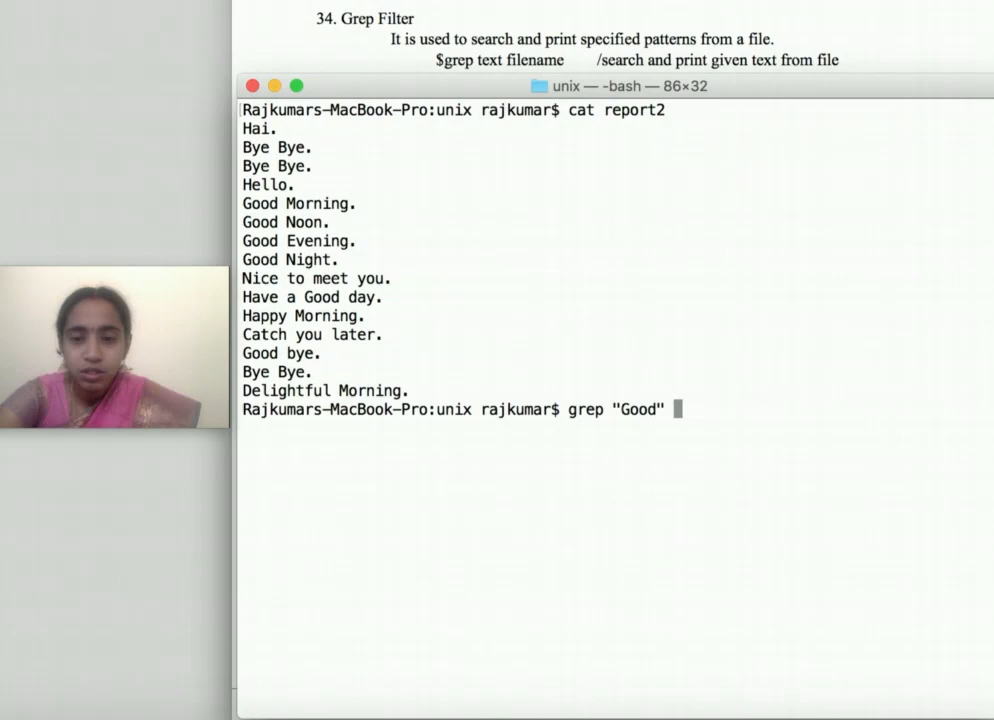 34. Grep Filter
It is used to search and print specified patterns from a file.
$grep text filename /search and print given text from file
unix — -bash — 86×32
Rajkumars-MacBook-Pro:unix rajkumar$ cat report2
Hai.
Bye Bye.
Bye Bye.
Hello.
Good Morning.
Good Noon.
Good Evening.
Good Night.
Nice to meet you.
Have a Good day.
Happy Morning.
Catch you later.
Good bye.
Bye Bye.
Delightful Morning.
Rajkumars-MacBook-Pro:unix rajkumar$ grep "Good"